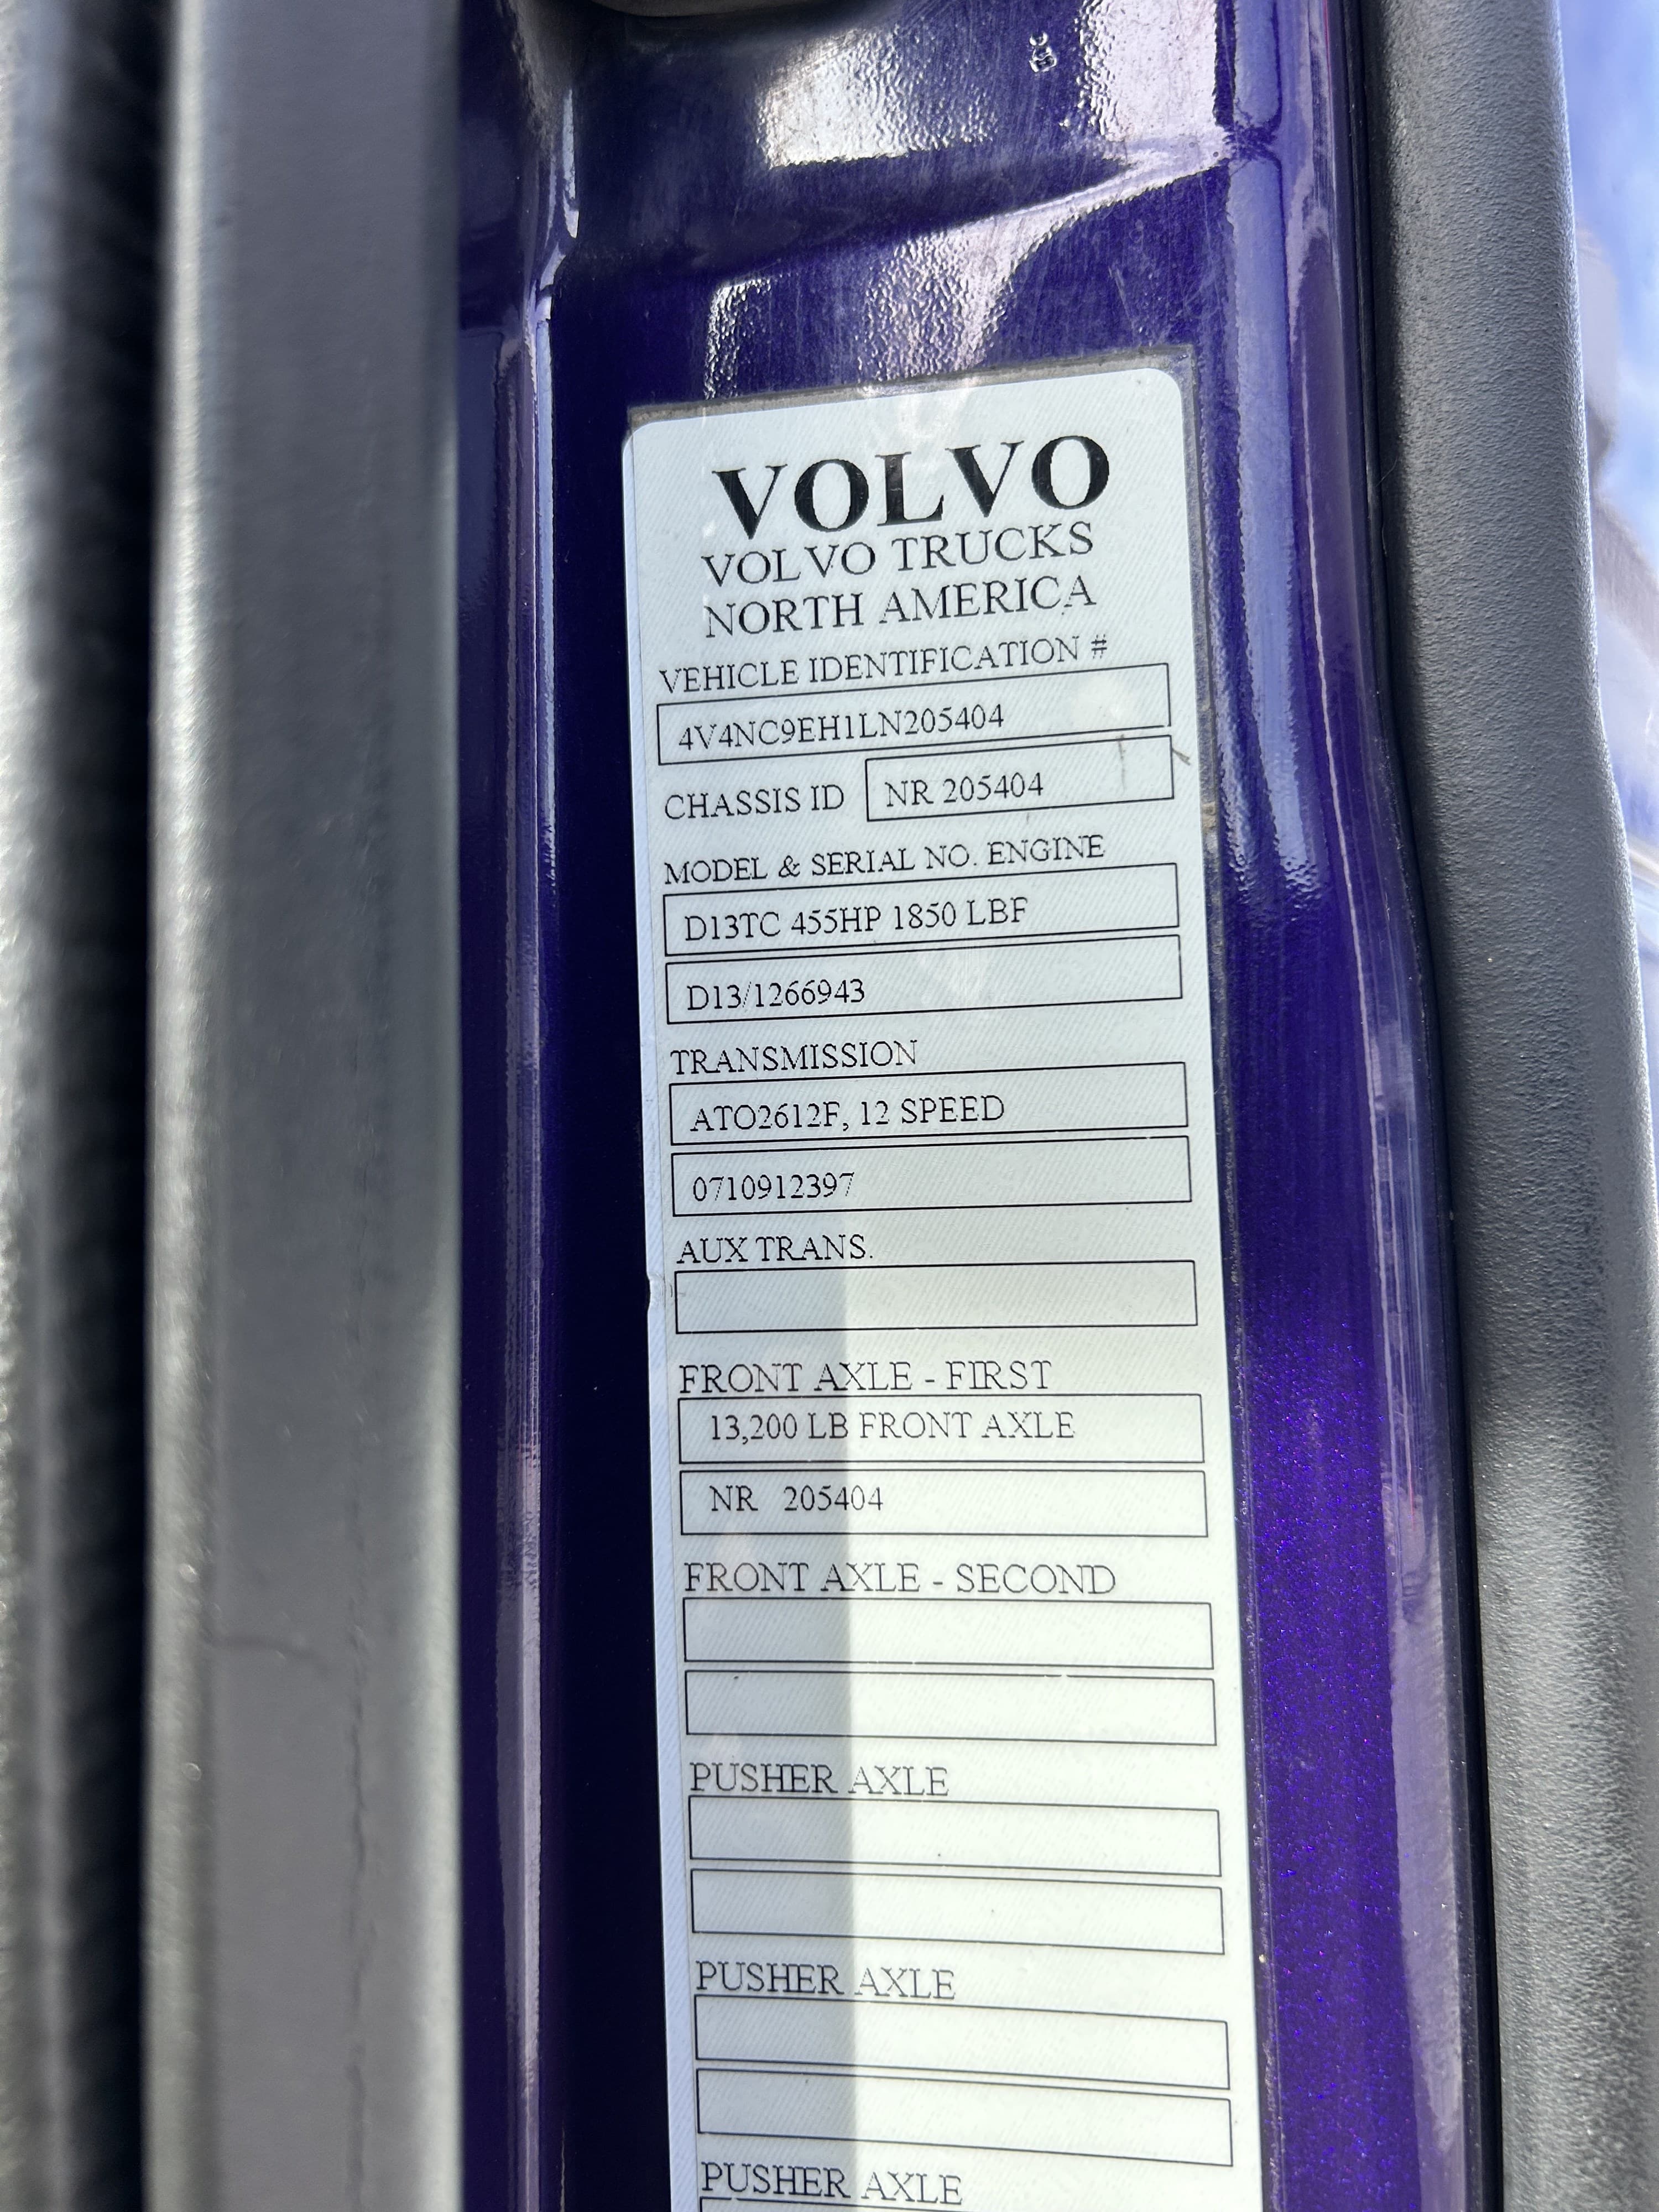 VOLVO
VOLVO TRUCKS
NORTH AMERICA
VEHICLE IDENTIFICATION #
4V4NC9EH1LN205404
CHASSIS ID NR 205404
MODEL & SERIAL NO. ENGINE
D13TC 455HP 1850 LBF
D13/1266943
TRANSMISSION
ATO2612F, 12 SPEED
0710912397
AUX TRANS.
FRONT AXLE - FIRST
13,200 LB FRONT AXLE
NR 205404
FRONT AXLE - SECOND
PUSHER AXLE
PUSHER AXLE
PUSHER AXLE